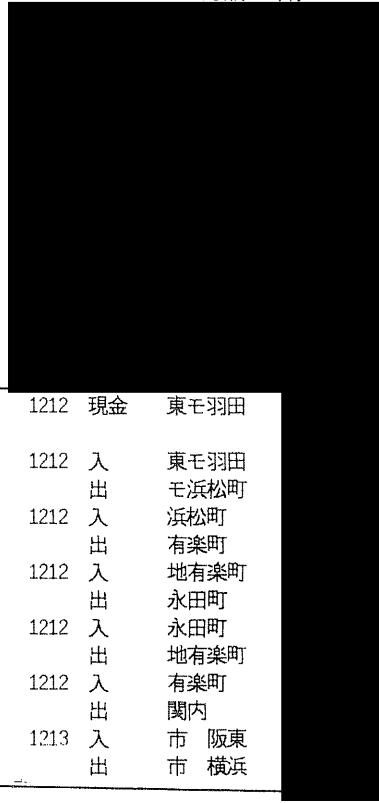 1212 現金 東モ羽田
1212 入 東モ羽田
出 モ浜松町
1212 入 浜松町
出 有楽町
1212 入 地有楽町
出 永田町
1212 入 永田町
出 地有楽町
1212 入 有楽町
出 関内
1213 入 市 阪東
出 市 横浜